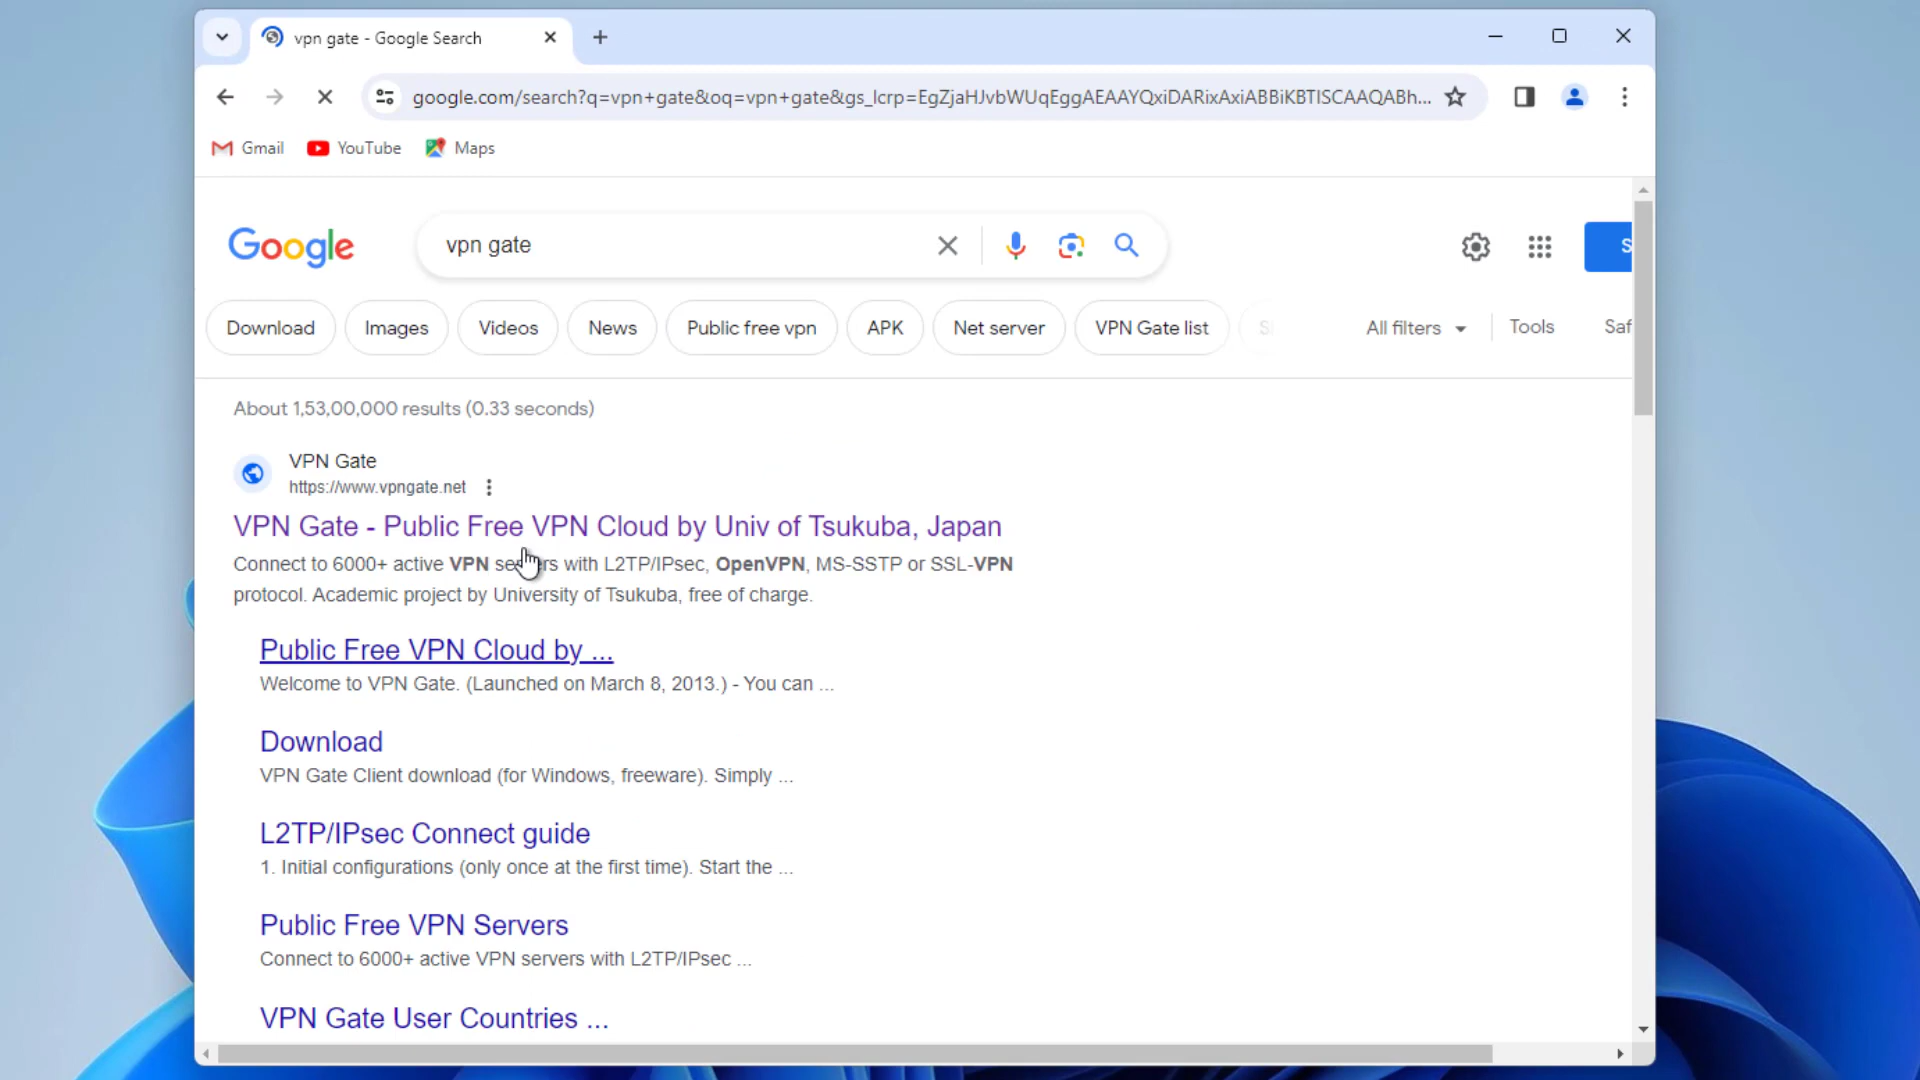 vpn gate - Google Search
google.com/search?q=vpn+gate&oq=vpn+gate&gs_lcrp=EgZjaHJvbWUqEggAEAAYQxiDARixAxiABBiKBTISCAAQABh...
Gmail YouTube Maps
Google vpn gate S
Download Images Videos News Public free vpn APK Net server VPN Gate list All filters Tools Saf
About 1,53,00,000 results (0.33 seconds)
VPN Gate
https://www.vpngate.net
VPN Gate - Public Free VPN Cloud by Univ of Tsukuba, Japan
Connect to 6000+ active VPN servers with L2TP/IPsec, OpenVPN, MS-SSTP or SSL-VPN
protocol. Academic project by University of Tsukuba, free of charge.
Public Free VPN Cloud by ...
Welcome to VPN Gate. (Launched on March 8, 2013.) - You can ...
Download
VPN Gate Client download (for Windows, freeware). Simply ...
L2TP/IPsec Connect guide
1. Initial configurations (only once at the first time). Start the ...
Public Free VPN Servers
Connect to 6000+ active VPN servers with L2TP/IPsec ...
VPN Gate User Countries ...